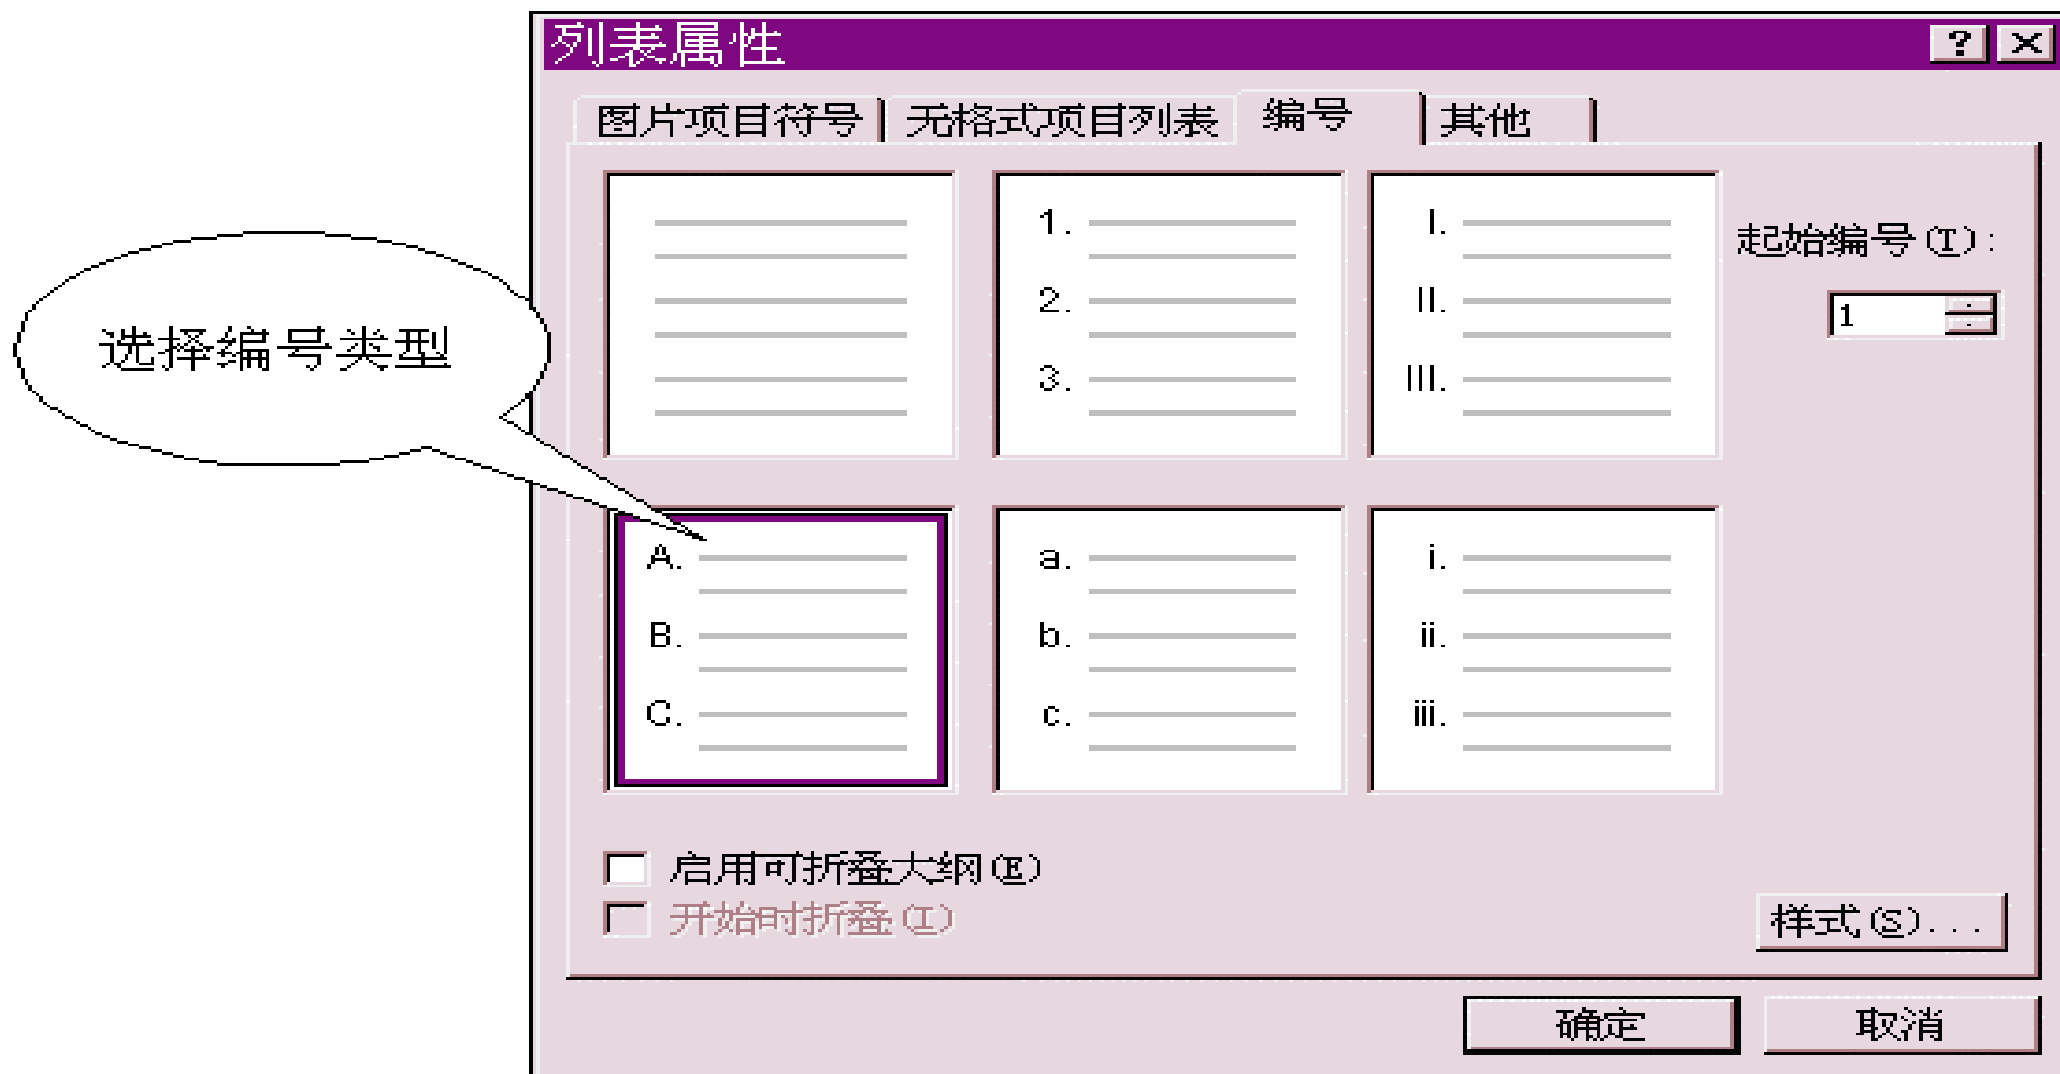 列表属性
图片项目符号 无格式项目列表 编号 其他
选择编号类型
1.
2.
3.
I.
II.
III.
起始编号(T):
1
A.
B.
C.
a.
b.
c.
i.
ii.
iii.
启用可折叠大纲(E)
开始时折叠(I)
样式(S)...
确定 取消